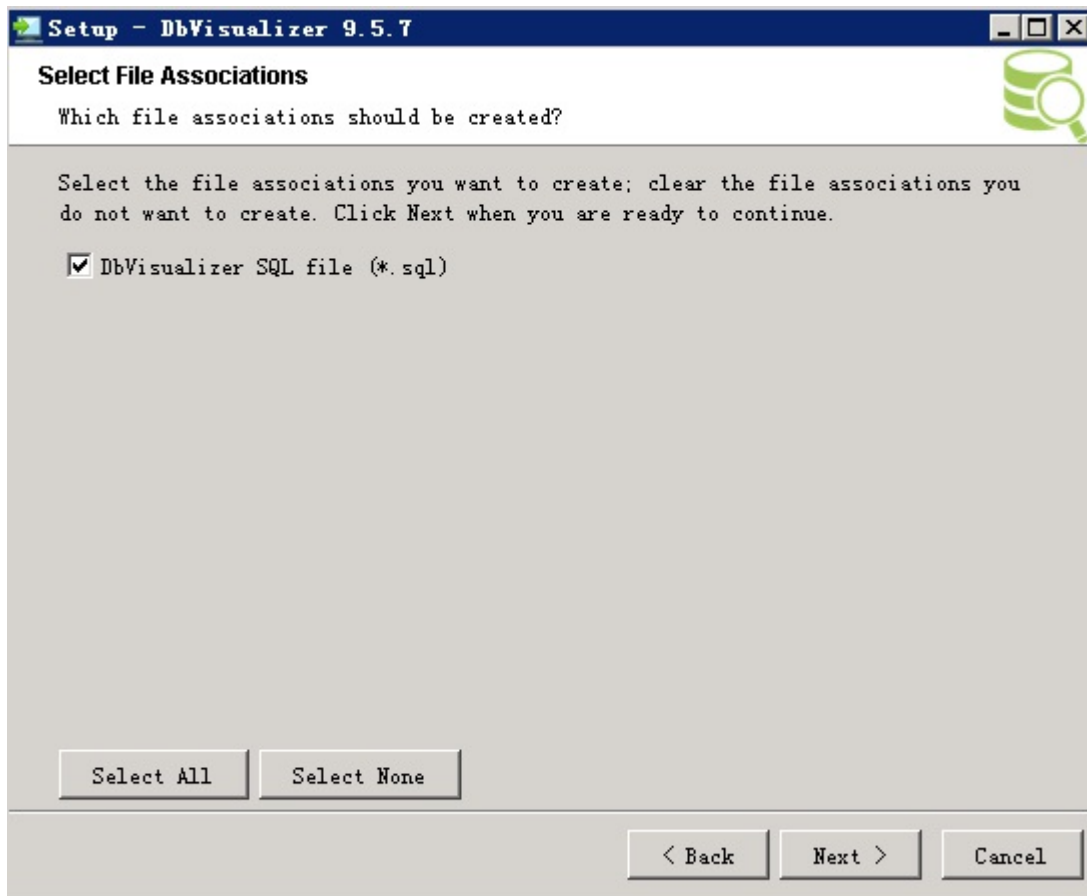 Setup - DbVisualizer 9.5.7
Select File Associations
Which file associations should be created?
Select the file associations you want to create; clear the file associations you
do not want to create. Click Next when you are ready to continue.
DbVisualizer SQL file (*.sql)
Select All Select None
< Back Next > Cancel